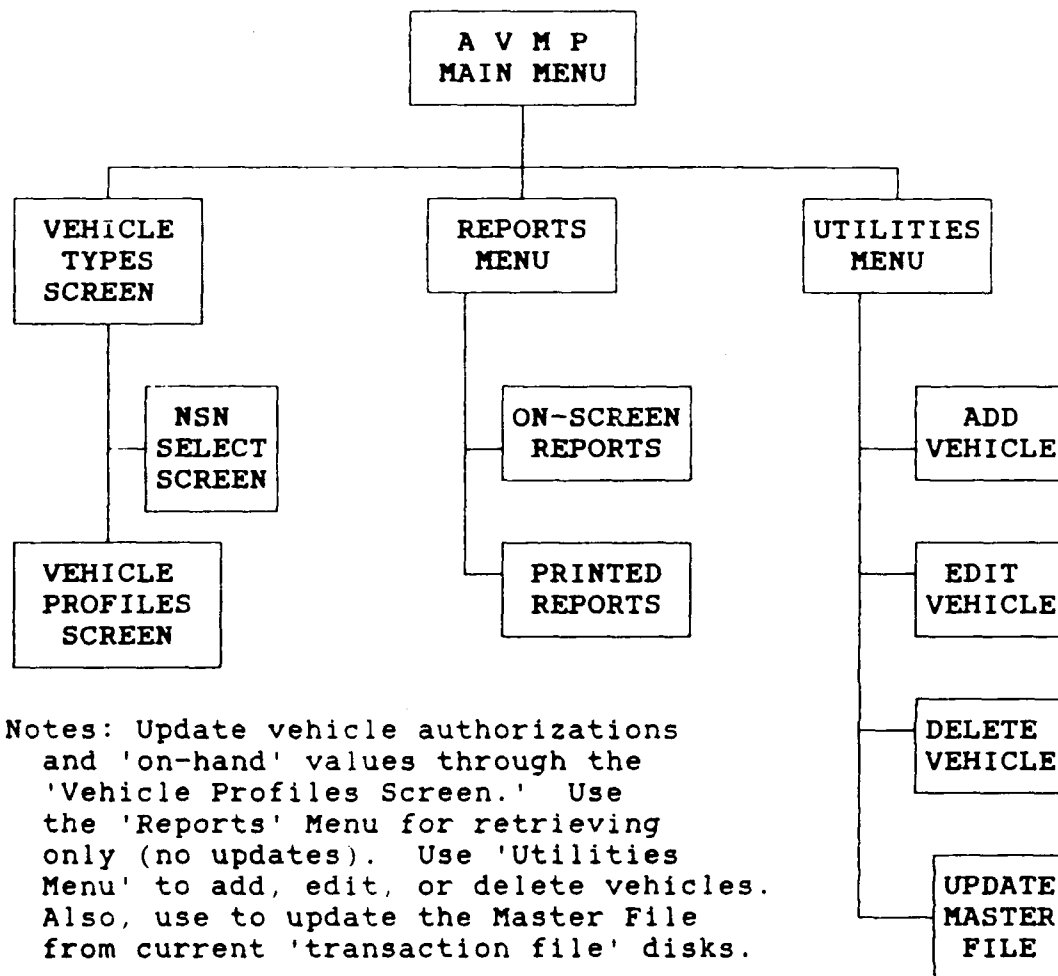 A V M P
MAIN MENU
VEHICLE
TYPES
SCREEN
REPORTS
MENU
UTILITIES
MENU
NSN
SELECT
SCREEN
ON-SCREEN
REPORTS
ADD
VEHICLE
VEHICLE
PROFILES
SCREEN
PRINTED
REPORTS
EDIT
VEHICLE
DELETE
VEHICLE
UPDATE
MASTER
FILE
Notes: Update vehicle authorizations
and 'on-hand' values through the
'Vehicle Profiles Screen.' Use
the 'Reports' Menu for retrieving
only (no updates). Use 'Utilities
Menu' to add, edit, or delete vehicles.
Also, use to update the Master File
from current 'transaction file' disks.